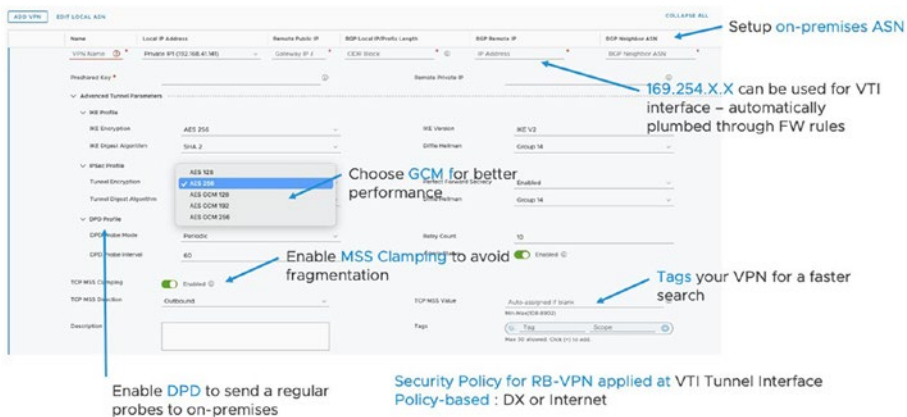 ADD VPN EDIT LOCAL ASN COLLAPSE ALL
Setup on-premises ASN
Name Local IP Address Remote Public IP BGP Local IP/Prefix Length BGP Remote IP BGP Neighbor ASN
VPN Name * Private IP1 (192.168.41.141) Gateway IP * CIDR Block * IP Address * BGP Neighbor ASN *
Preshared Key * Remote Private IP
169.254.X.X can be used for VTI
interface – automatically
plumbed through FW rules
Advanced Tunnel Parameters
IKE Profile
IKE Encryption AES 256 IKE Version IKE V2
IKE Digest Algorithm SHA 2 Diffie Hellman Group 14
IPSec Profile
AES 128
Tunnel Encryption ✓ AES 256 Perfect Forward Secrecy Enabled
Choose GCM for better
performance
AES GCM 128
Tunnel Digest Algorithm AES GCM 192 Diffie Hellman Group 14
AES GCM 256
DPD Profile
DPD Probe Mode Periodic Retry Count 10
DPD Probe Interval 60 Enabled
Enable MSS Clamping to avoid
fragmentation
TCP MSS Clamping Enabled
Tags your VPN for a faster
search
TCP MSS Direction Outbound TCP MSS Value Auto-assigned if blank
Description Tags Tag Scope
Max 30 allowed. Click (+) to add.
Enable DPD to send a regular
probes to on-premises
Security Policy for RB-VPN applied at VTI Tunnel Interface
Policy-based : DX or Internet